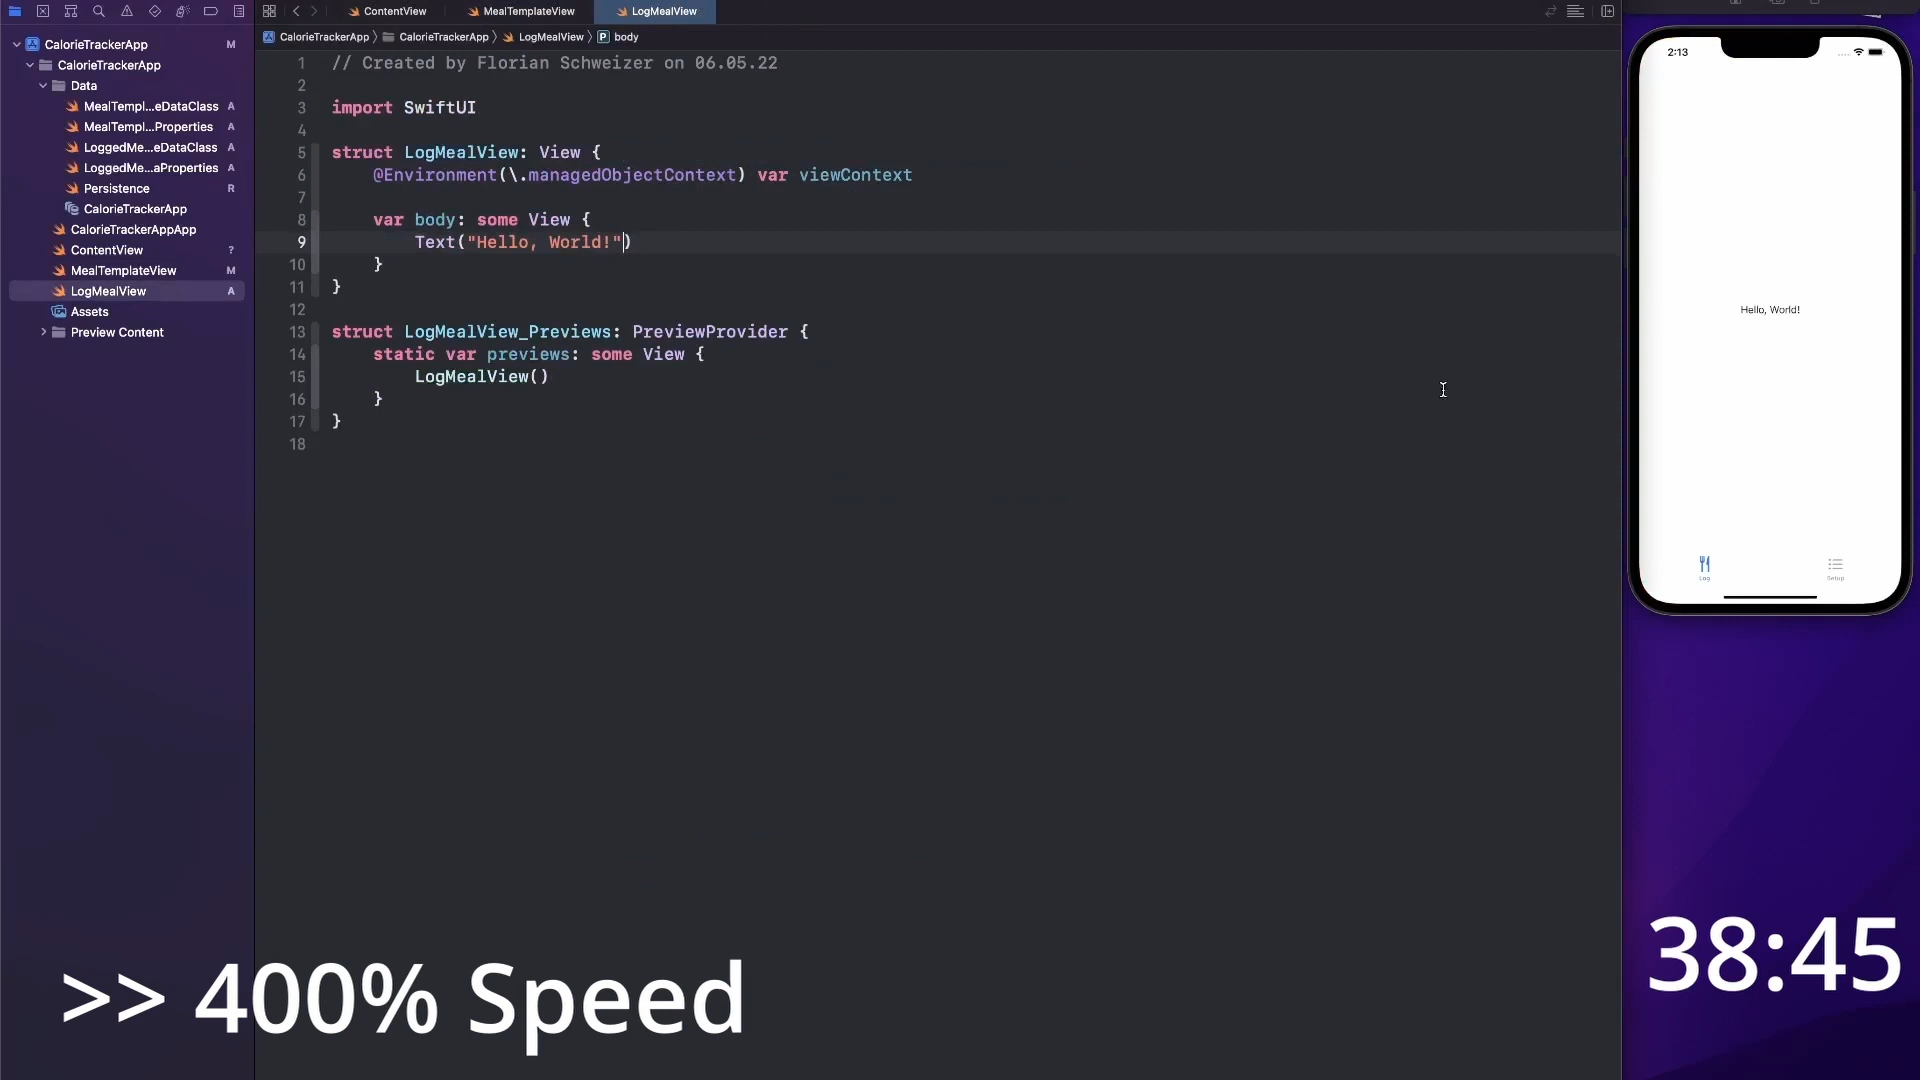 ContentView
MealTemplateView
LogMealView
CalorieTrackerApp
CalorieTrackerApp
LogMealView
body
CalorieTrackerApp M
CalorieTrackerApp
Data
MealTempl...eDataClass A
MealTempl...Properties A
LoggedMe...eDataClass A
LoggedMe...aProperties A
Persistence R
CalorieTrackerApp
CalorieTrackerAppApp
ContentView ?
MealTemplateView M
LogMealView A
Assets
Preview Content
1 // Created by Florian Schweizer on 06.05.22
2
3 import SwiftUI
4
5 struct LogMealView: View {
6 @Environment(\.managedObjectContext) var viewContext
7
8 var body: some View {
9 Text("Hello, World!")
10 }
11 }
12
13 struct LogMealView_Previews: PreviewProvider {
14 static var previews: some View {
15 LogMealView()
16 }
17 }
18
2:13
Hello, World!
Log
Setup
38:45
>> 400% Speed